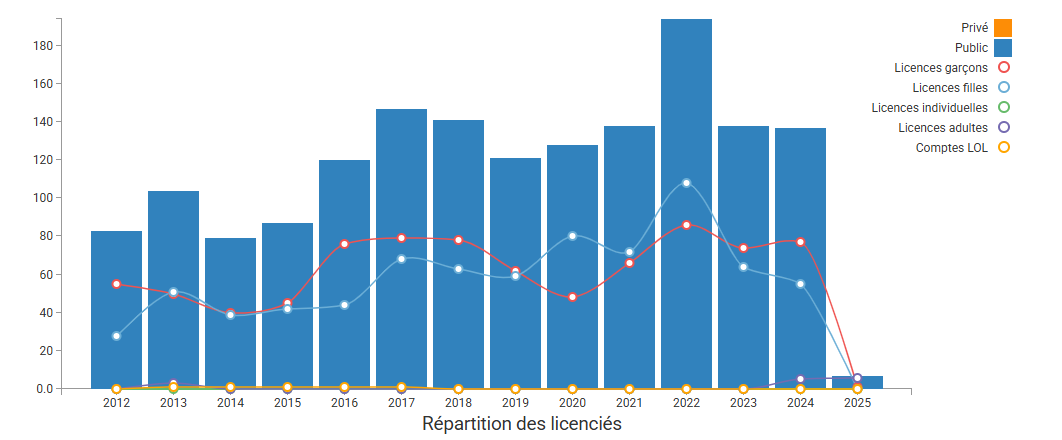 Privé
Public
Licences garçons
Licences filles
Licences individuelles
Licences adultes
Comptes LOL
180
160
140
120
100
80
60
40
20
0.0
2012 2013 2014 2015 2016 2017 2018 2019 2020 2021 2022 2023 2024 2025
Répartition des licenciés